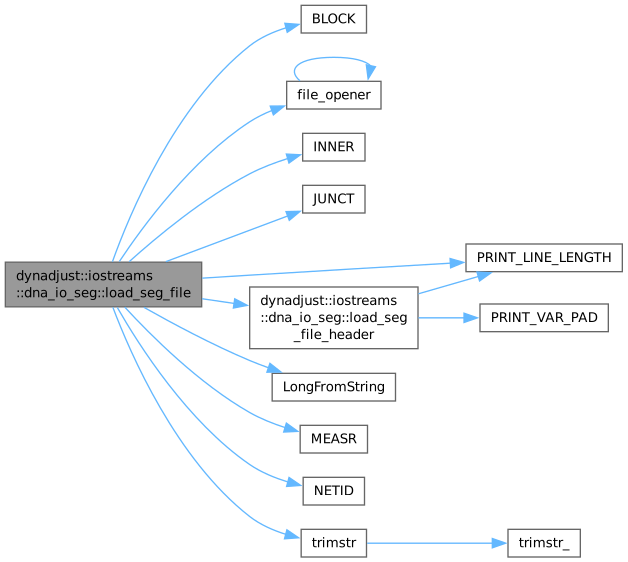 BLOCK
file_opener
INNER
JUNCT
PRINT_LINE_LENGTH
dynadjust::iostreams
::dna_io_seg::load_seg_file
dynadjust::iostreams
::dna_io_seg::load_seg
_file_header
PRINT_VAR_PAD
LongFromString
MEASR
NETID
trimstr
trimstr_